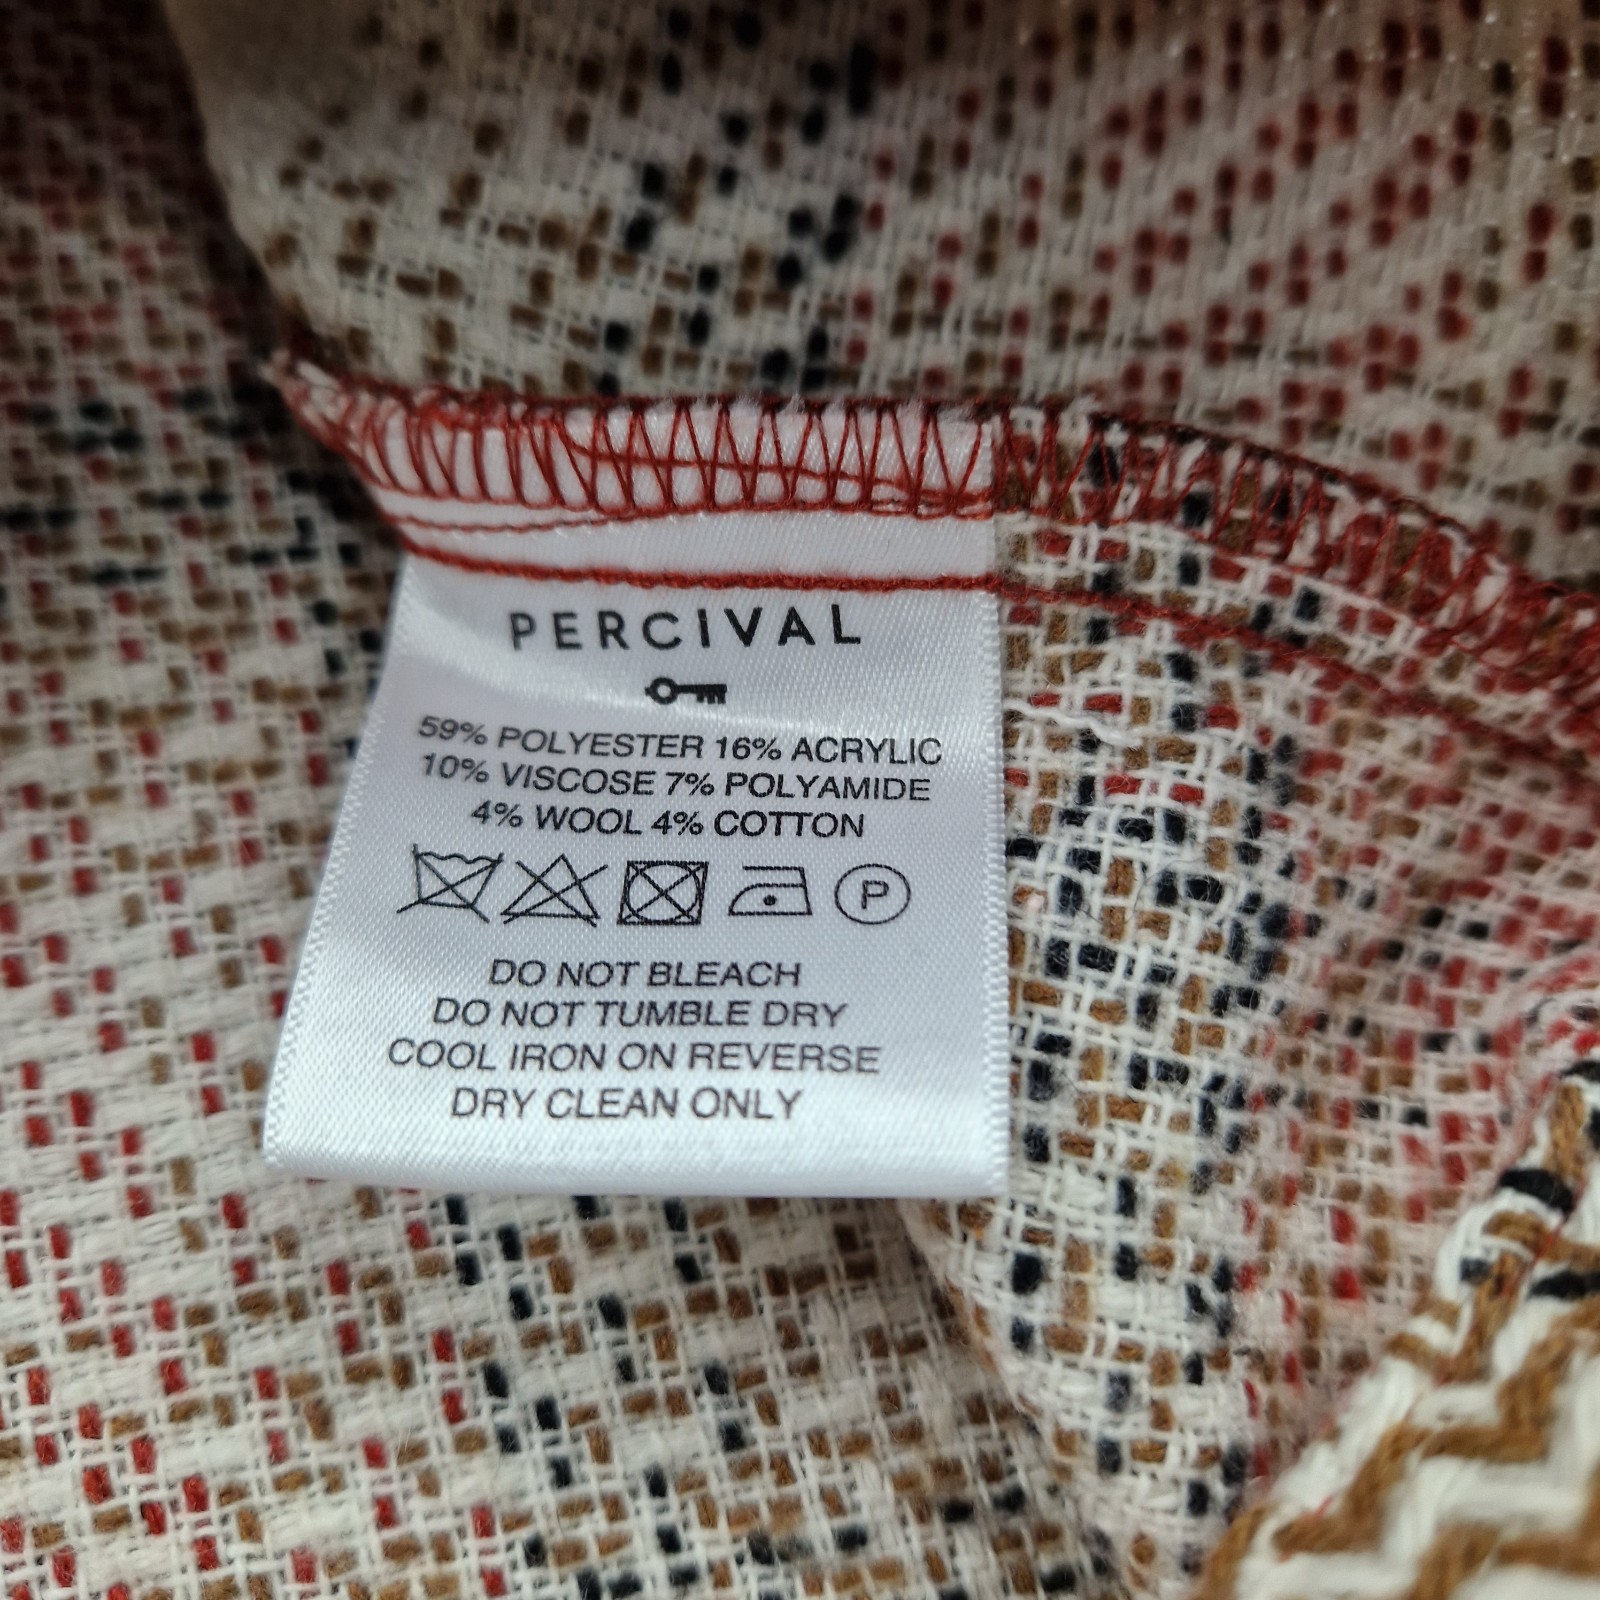 PERCIVAL
59% POLYESTER 16% ACRYLIC
10% VISCOSE 7% POLYAMIDE
4% WOOL 4% COTTON
P
DO NOT BLEACH
DO NOT TUMBLE DRY
COOL IRON ON REVERSE
DRY CLEAN ONLY